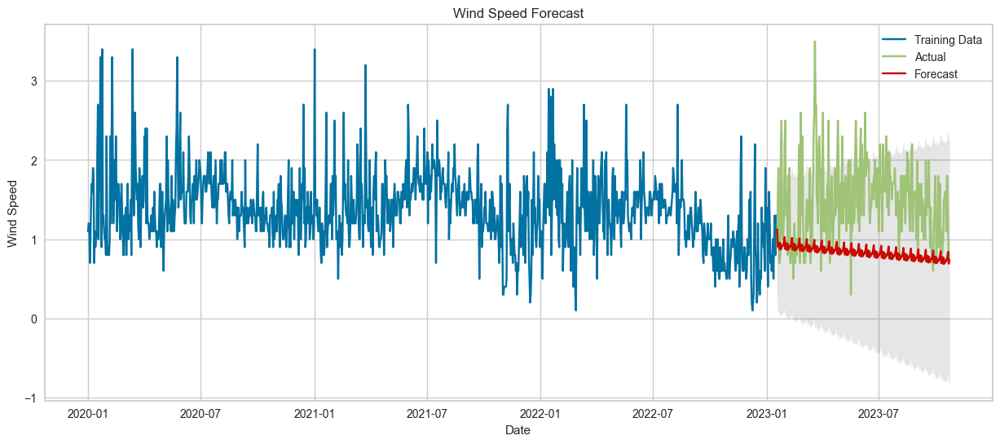 Wind Speed Forecast
Training Data
Actual
Forecast
Wind Speed
3
2
1
0
−1
2020-01
2020-07
2021-01
2021-07
2022-01
2022-07
2023-01
2023-07
Date